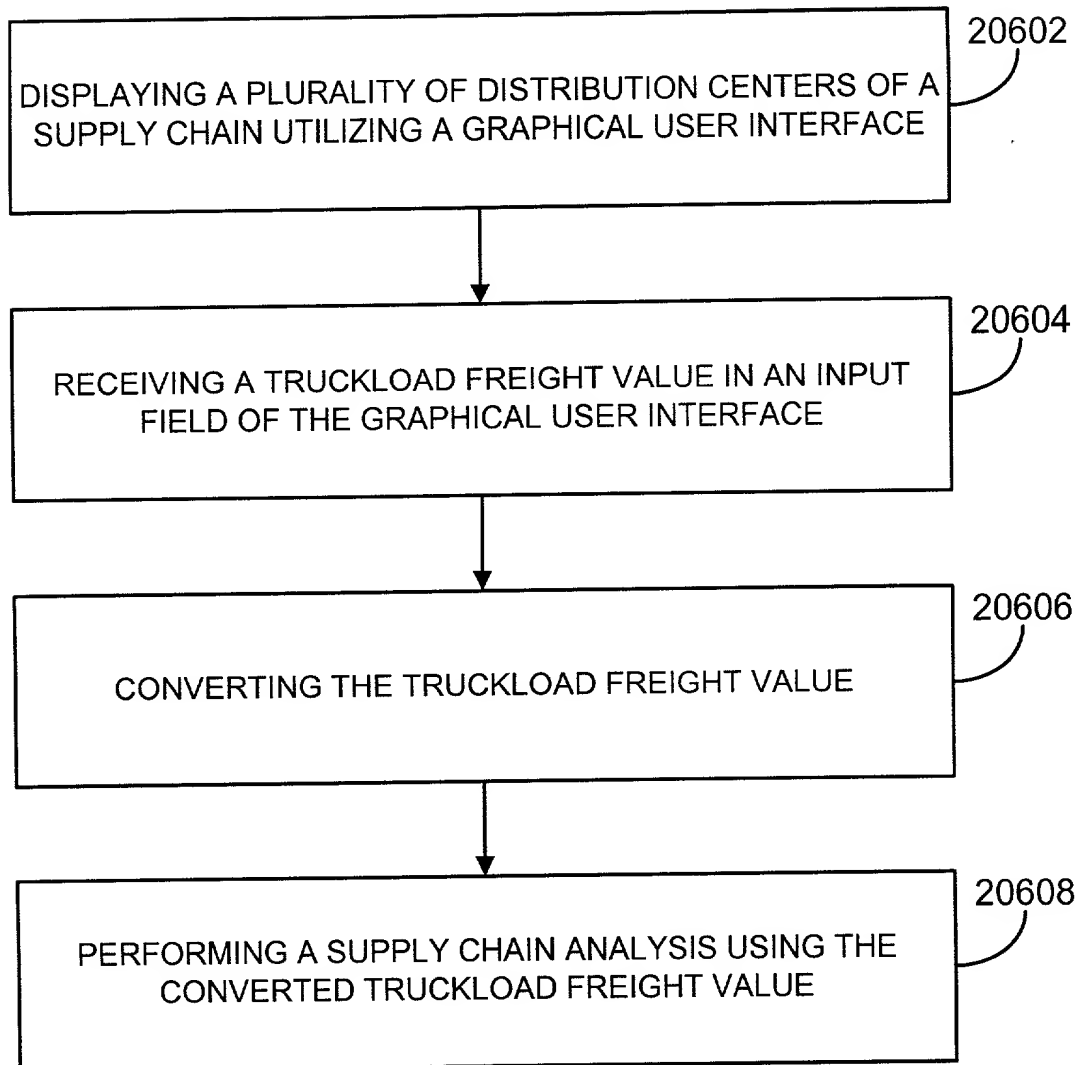 20602
DISPLAYING A PLURALITY OF DISTRIBUTION CENTERS OF A
SUPPLY CHAIN UTILIZING A GRAPHICAL USER INTERFACE
20604
RECEIVING A TRUCKLOAD FREIGHT VALUE IN AN INPUT
FIELD OF THE GRAPHICAL USER INTERFACE
20606
CONVERTING THE TRUCKLOAD FREIGHT VALUE
20608
PERFORMING A SUPPLY CHAIN ANALYSIS USING THE
CONVERTED TRUCKLOAD FREIGHT VALUE